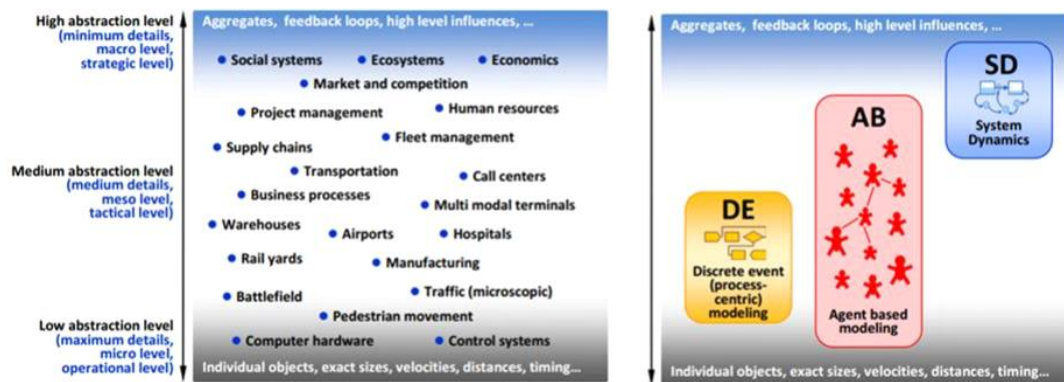 High abstraction level
(minimum details,
macro level,
strategic level)
Medium abstraction level
(medium details,
meso level,
tactical level)
Low abstraction level
(maximum details,
micro level,
operational level)
Aggregates, feedback loops, high level influences, ...
Social systems
Ecosystems
Economics
Market and competition
Project management
Human resources
Fleet management
Supply chains
Transportation
Call centers
Business processes
Multi modal terminals
Warehouses
Airports
Hospitals
Rail yards
Manufacturing
Battlefield
Traffic (microscopic)
Pedestrian movement
Computer hardware
Control systems
Individual objects, exact sizes, velocities, distances, timing...
Aggregates, feedback loops, high level influences, ...
DE
Discrete event
(process-
centric)
modeling
AB
Agent based
modeling
SD
System
Dynamics
Individual objects, exact sizes, velocities, distances, timing...